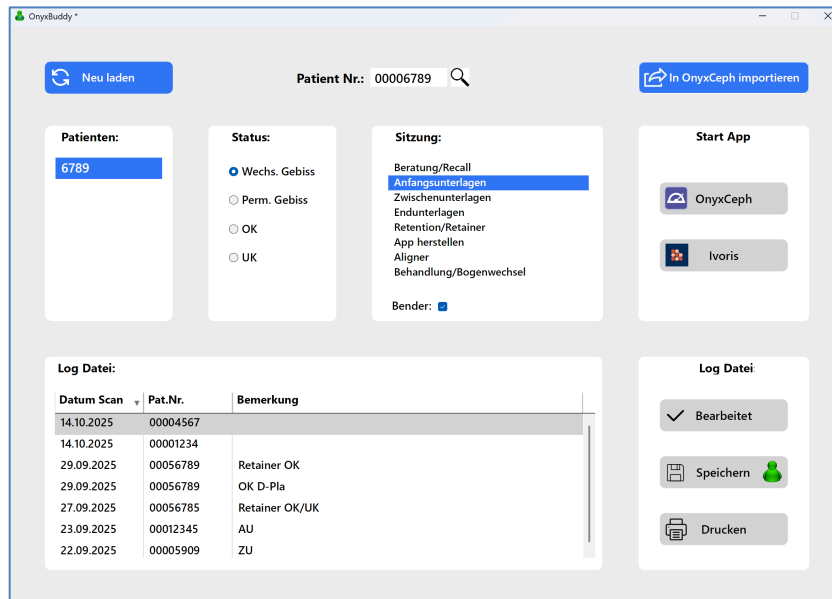 OnyxBuddy *
Neu laden
Patient Nr.: 00006789
In OnyxCeph importieren
Patienten:
6789
Status:
Wechs. Gebiss
Perm. Gebiss
OK
UK
Sitzung:
Beratung/Recall
Anfangsunterlagen
Zwischenunterlagen
Endunterlagen
Retention/Retainer
App herstellen
Aligner
Behandlung/Bogenwechsel
Bender:
Start App
OnyxCeph
Ivoris
Log Datei:
Datum Scan Pat.Nr. Bemerkung
14.10.2025 00004567
14.10.2025 00001234
29.09.2025 00056789 Retainer OK
29.09.2025 00056789 OK D-Pla
27.09.2025 00056785 Retainer OK/UK
23.09.2025 00012345 AU
22.09.2025 00005909 ZU
Log Datei
Bearbeitet
Speichern
Drucken